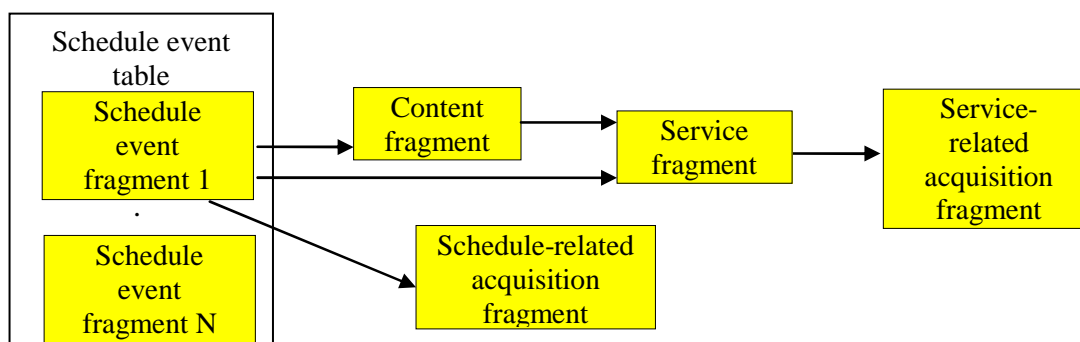 Schedule event
table
Schedule
event
fragment 1
.
Schedule
event
fragment N
Content
fragment
Service
fragment
Service-
related
acquisition
fragment
Schedule-related
acquisition
fragment